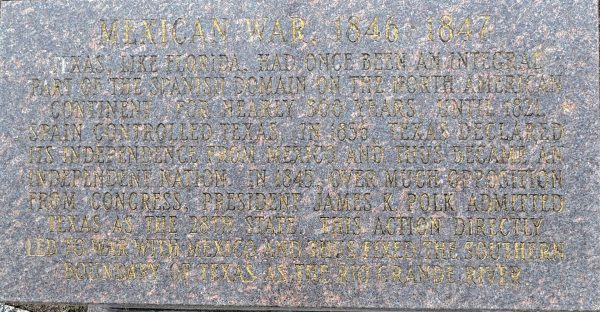 MEXICAN WAR, 1846-1847
TEXAS, LIKE FLORIDA, HAD ONCE BEEN AN INTEGRAL
PART OF THE SPANISH DOMAIN ON THE NORTH AMERICAN
CONTINENT. FOR NEARLY 300 YEARS, UNTIL 1821,
SPAIN CONTROLLED TEXAS. IN 1836, TEXAS DECLARED
ITS INDEPENDENCE FROM MEXICO AND THUS BECAME AN
INDEPENDENT NATION. IN 1845, OVER MUCH OPPOSITION
FROM CONGRESS, PRESIDENT JAMES K. POLK ADMITTED
TEXAS AS THE 28TH STATE. THIS ACTION DIRECTLY
LED TO WAR WITH MEXICO AND FIXED THE SOUTHERN
BOUNDARY OF TEXAS AS THE RIO GRANDE RIVER.